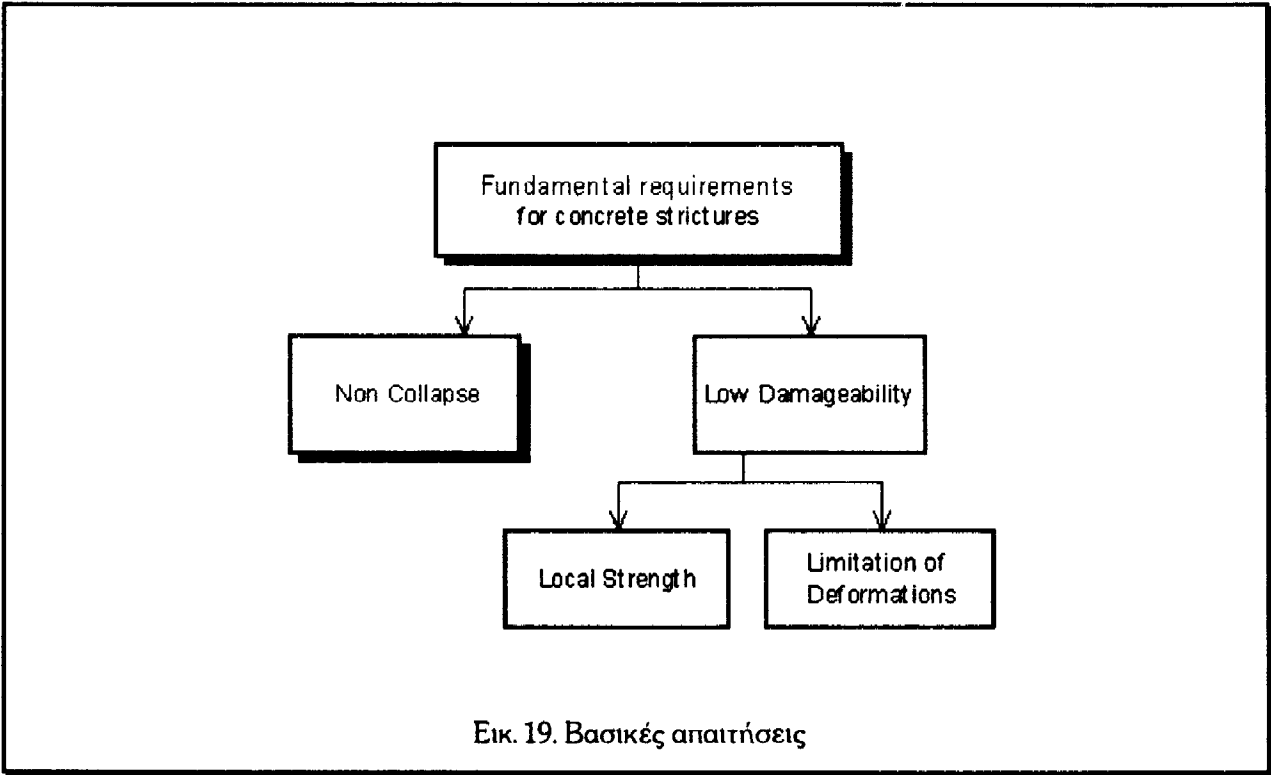 Fundamental requirements
for concrete strictures
Non Collapse
Low Damageability
Local Strength
Limitation of
Deformations
Εικ. 19. Βασικές απαιτήσεις